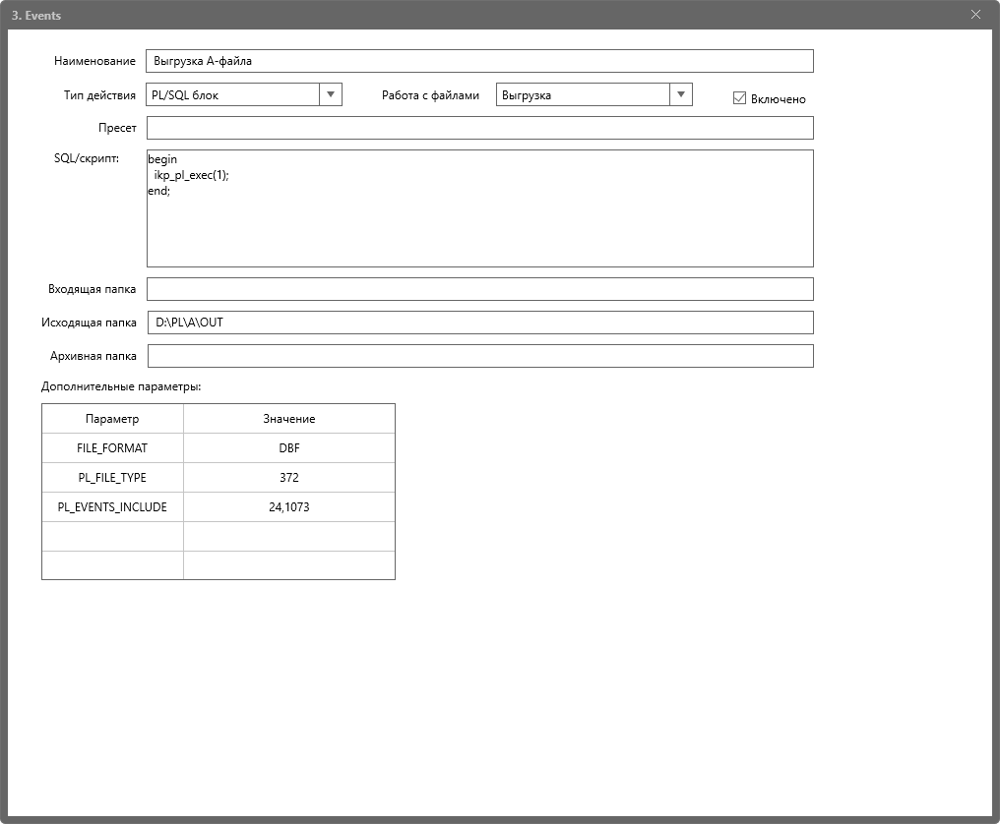 3. Events
Наименование Выгрузка А-файла
Тип действия PL/SQL блок Работа с файлами Выгрузка Включено
Пресет
SQL/скрипт: begin
ikp_pl_exec(1);
end;
Входящая папка
Исходящая папка D:\PL\A\OUT
Архивная папка
Дополнительные параметры:
Параметр Значение
FILE_FORMAT DBF
PL_FILE_TYPE 372
PL_EVENTS_INCLUDE 24,1073